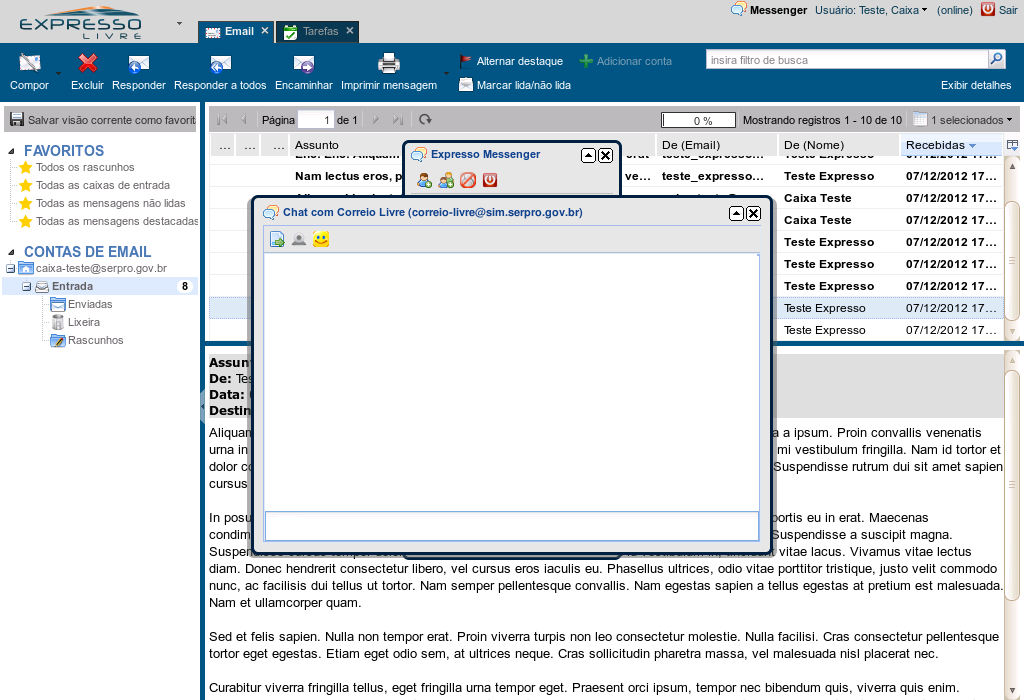 EXPRESSO
LIVRE
Email
Tarefas
Messenger
Usuário: Teste, Caixa
(online)
Sair
Compor
Excluir
Responder
Responder a todos
Encaminhar
Imprimir mensagem
Alternar destaque
Adicionar conta
Marcar lida/não lida
insira filtro de busca
Exibir detalhes
Salvar visão corrente como favorit
Página 1 de 1
0 %
Mostrando registros 1 - 10 de 10
1 selecionados
FAVORITOS
Todos os rascunhos
Todas as caixas de entrada
Todas as mensagens não lidas
Todas as mensagens destacadas
CONTAS DE EMAIL
caixa-teste@serpro.gov.br
Entrada 8
Enviadas
Lixeira
Rascunhos
... ... ... Assunto De (Email) De (Nome) Recebidas
Nam lectus eros, p ve... teste_expresso... Teste Expresso 07/12/2012 17...
Caixa Teste 07/12/2012 17...
Caixa Teste 07/12/2012 17...
Teste Expresso 07/12/2012 17...
Teste Expresso 07/12/2012 17...
Teste Expresso 07/12/2012 17...
Teste Expresso 07/12/2012 17...
Teste Expresso 07/12/2012 17...
Expresso Messenger
Chat com Correio Livre (correio-livre@sim.serpro.gov.br)
Assun
De: Tes
Data:
Destin
Aliquan a a ipsum. Proin convallis venenatis
urna in mi vestibulum fringilla. Nam id tortor et
dolor co Suspendisse rutrum dui sit amet sapien
cursus
In posu portis eu in erat. Maecenas
condim Suspendisse a suscipit magna.
vitae lacus. Vivamus vitae lectus
diam. Donec hendrerit consectetur libero, vel cursus eros iaculis eu. Phasellus ultrices, odio vitae porttitor tristique, justo velit commodo
nunc, ac facilisis dui tellus ut tortor. Nam semper pellentesque convallis. Nam egestas sapien a tellus egestas at pretium est malesuada.
Nam et ullamcorper quam.
Sed et felis sapien. Nulla non tempor erat. Proin viverra turpis non leo consectetur molestie. Nulla facilisi. Cras consectetur pellentesque
tortor eget egestas. Etiam eget odio sem, at ultrices neque. Cras sollicitudin pharetra massa, vel malesuada nisl placerat nec.
Curabitur viverra fringilla tellus, eget fringilla urna tempor eget. Praesent orci ipsum, tempor nec bibendum quis, viverra quis enim.